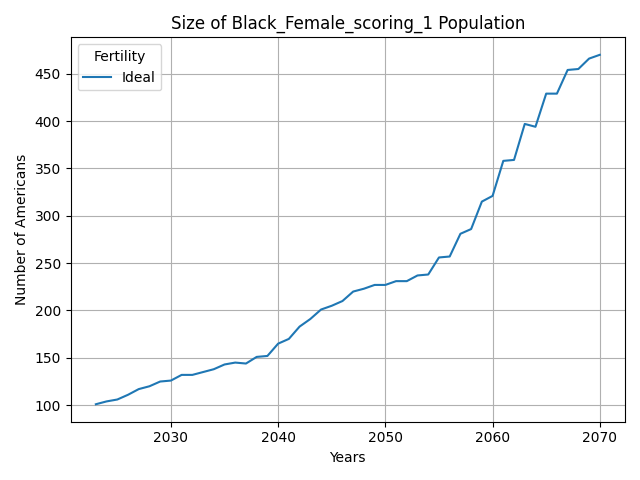 Size of Black_Female_scoring_1 Population
Fertility
Ideal
Number of Americans
450
400
350
300
250
200
150
100
2030 2040 2050 2060 2070
Years